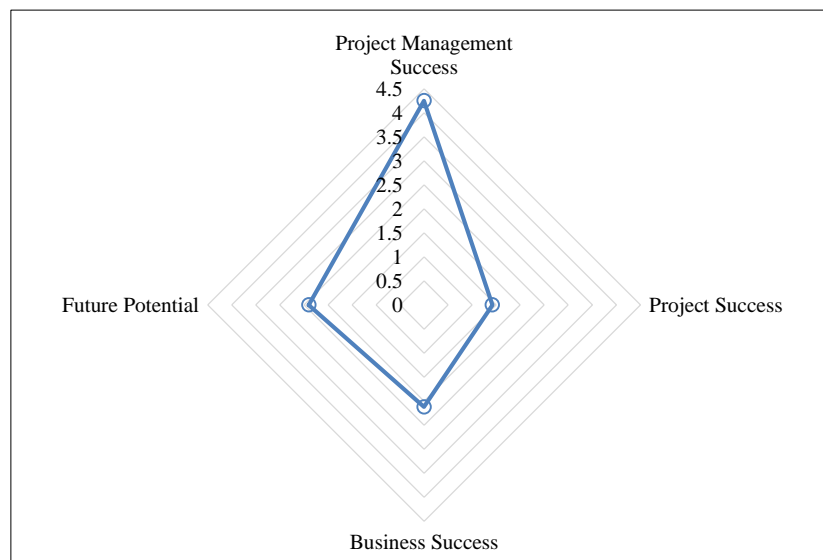 Project Management
Success
4.5
4
3.5
3
2.5
2
1.5
1
0.5
0
Future Potential
Project Success
Business Success